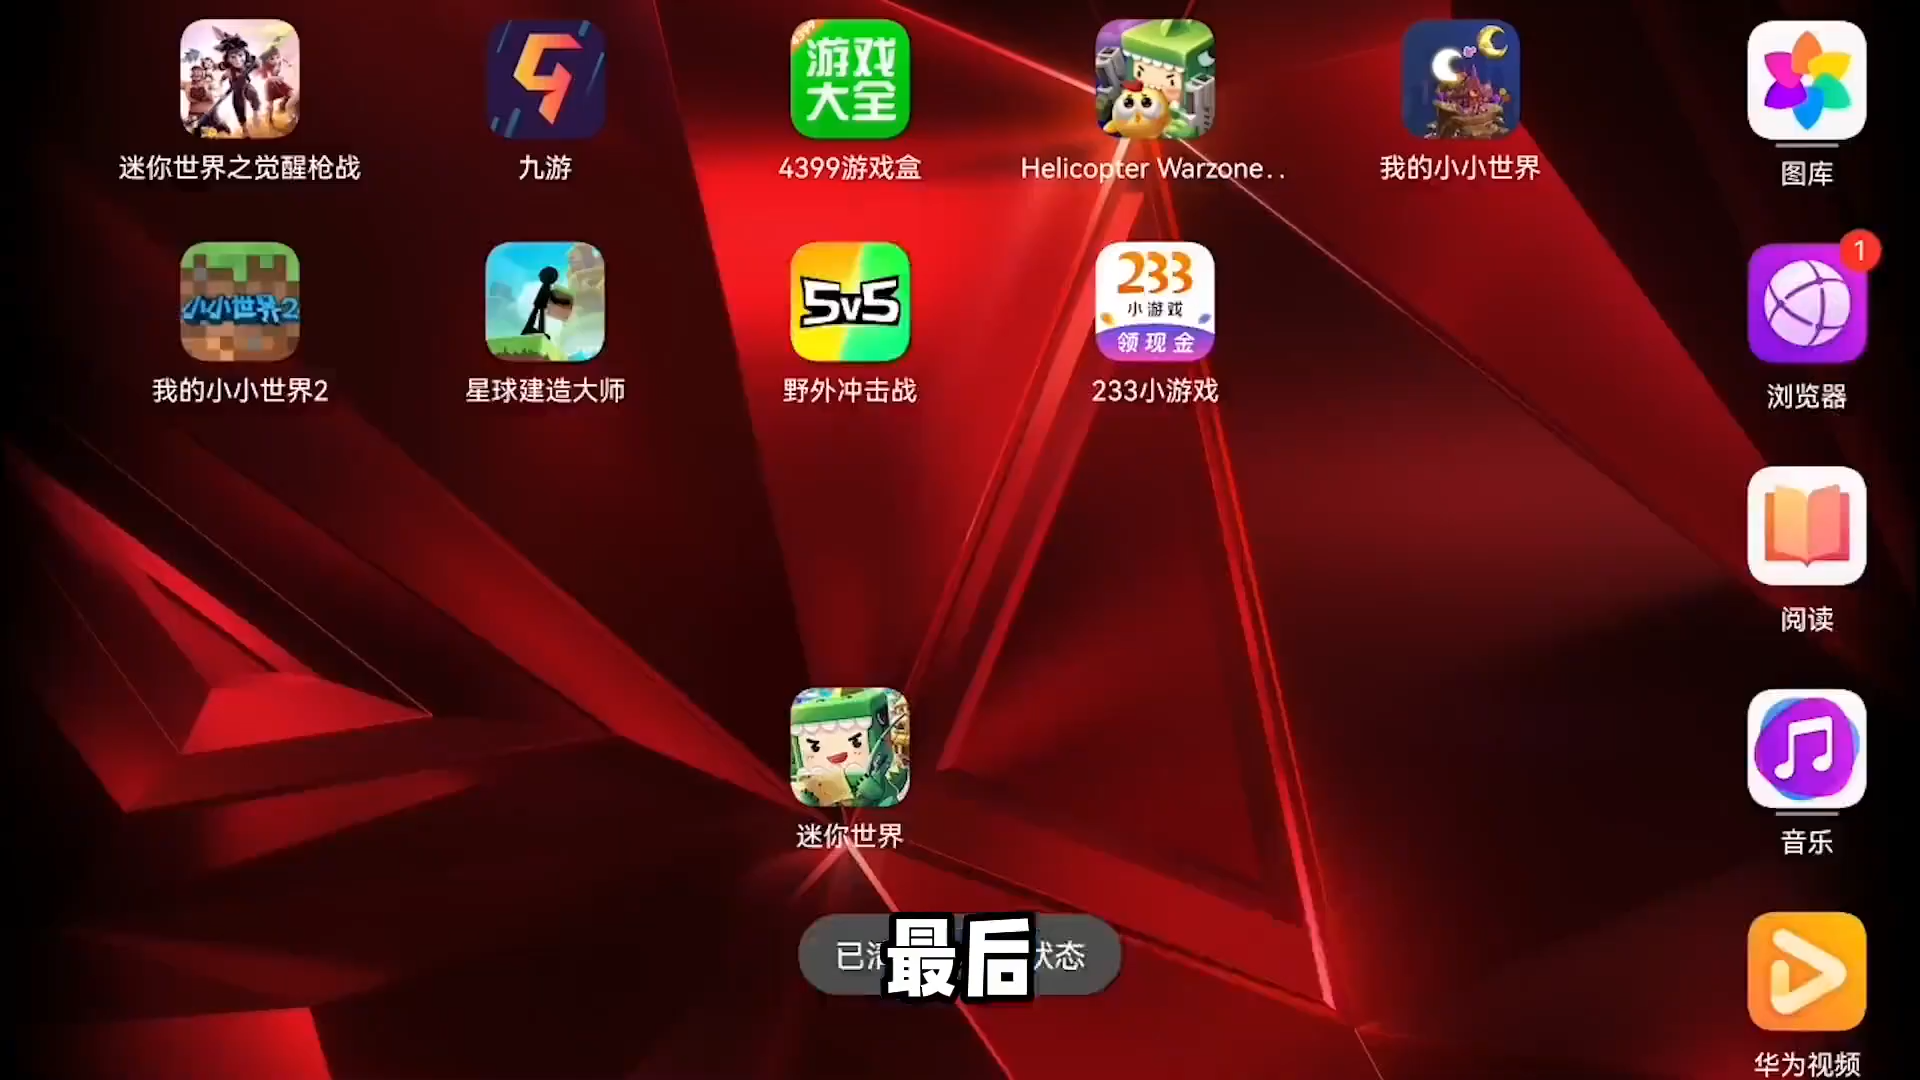 游戏
大全
迷你世界之觉醒枪战
九游
4399游戏盒
Helicopter Warzone..
我的小小世界
图库
小小世界2
5v5
233
小游戏
领现金
1
我的小小世界2
星球建造大师
野外冲击战
233小游戏
浏览器
阅读
迷你世界
音乐
最后
状态
华为视频